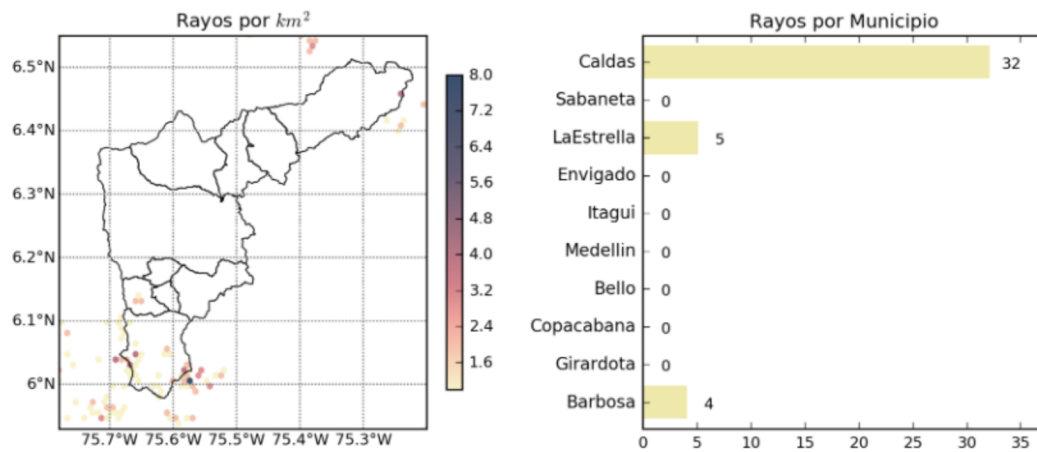 Rayos por km²
6.5°N
6.4°N
6.3°N
6.2°N
6.1°N
6°N
75.7°W 75.6°W 75.5°W 75.4°W 75.3°W
8.0
7.2
6.4
5.6
4.8
4.0
3.2
2.4
1.6
Rayos por Municipio
Caldas 32
Sabaneta 0
LaEstrella 5
Envigado 0
Itagui 0
Medellin 0
Bello 0
Copacabana 0
Girardota 0
Barbosa 4
0 5 10 15 20 25 30 35